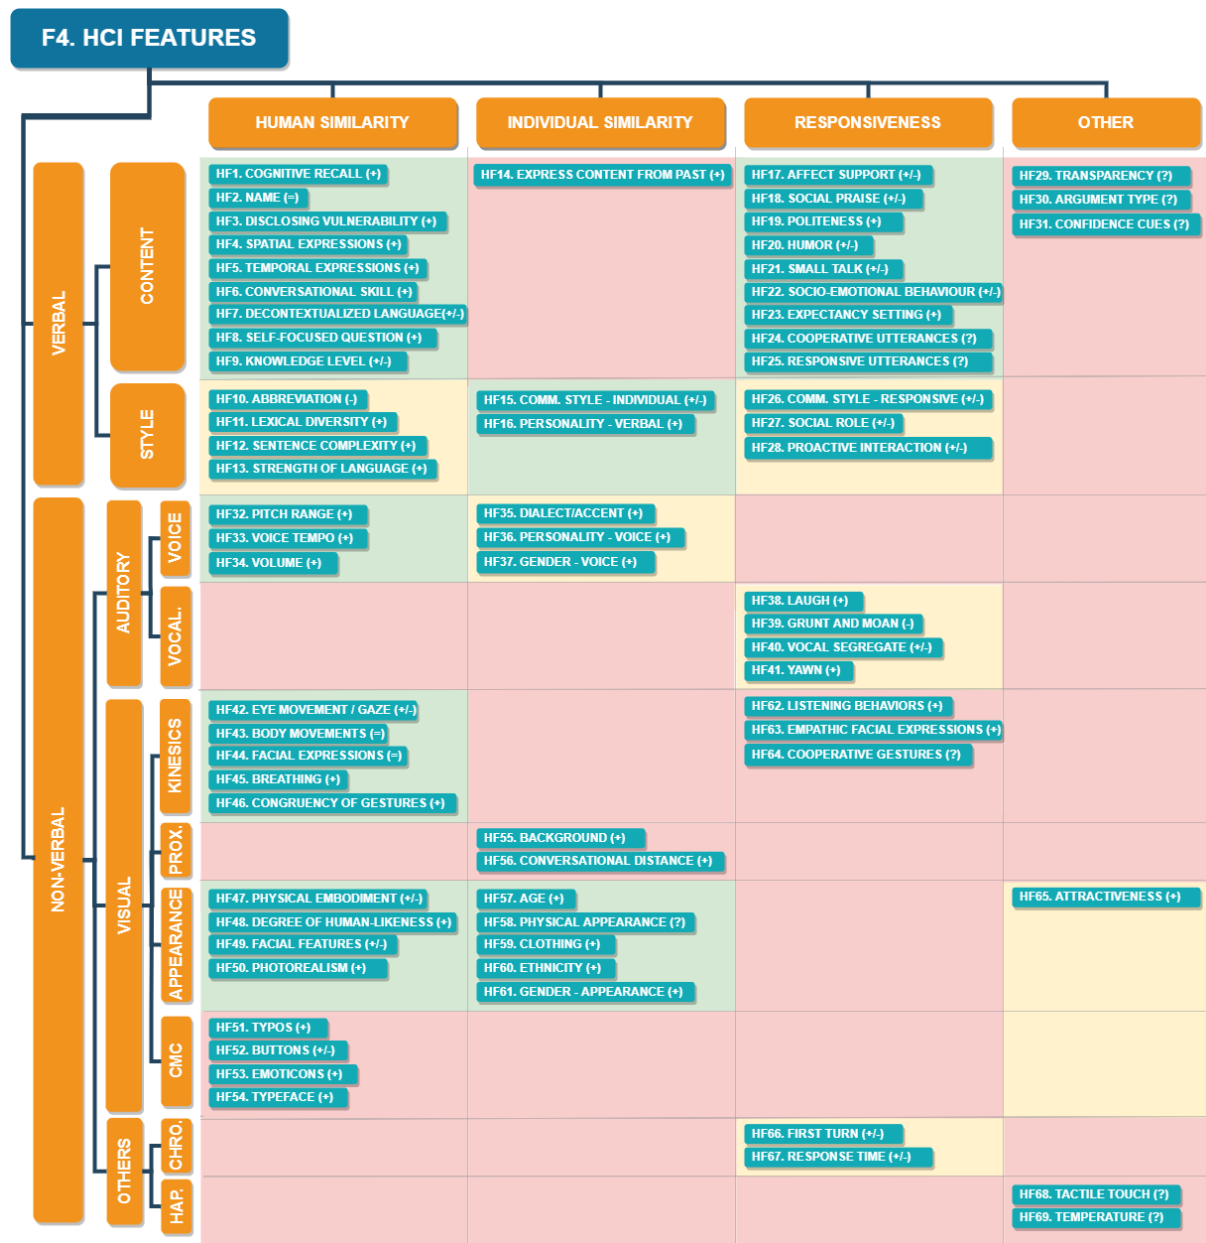 F4. HCI FEATURES
HUMAN SIMILARITY
INDIVIDUAL SIMILARITY
RESPONSIVENESS
OTHER
VERBAL
CONTENT
HF1. COGNITIVE RECALL (+)
HF2. NAME (=)
HF3. DISCLOSING VULNERABILITY (+)
HF4. SPATIAL EXPRESSIONS (+)
HF5. TEMPORAL EXPRESSIONS (+)
HF6. CONVERSATIONAL SKILL (+)
HF7. DECONTEXTUALIZED LANGUAGE(+/-)
HF8. SELF-FOCUSED QUESTION (+)
HF9. KNOWLEDGE LEVEL (+/-)
HF14. EXPRESS CONTENT FROM PAST (+)
HF17. AFFECT SUPPORT (+/-)
HF18. SOCIAL PRAISE (+/-)
HF19. POLITENESS (+)
HF20. HUMOR (+/-)
HF21. SMALL TALK (+/-)
HF22. SOCIO-EMOTIONAL BEHAVIOUR (+/-)
HF23. EXPECTANCY SETTING (+)
HF24. COOPERATIVE UTTERANCES (?)
HF25. RESPONSIVE UTTERANCES (?)
HF29. TRANSPARENCY (?)
HF30. ARGUMENT TYPE (?)
HF31. CONFIDENCE CUES (?)
STYLE
HF10. ABBREVIATION (-)
HF11. LEXICAL DIVERSITY (+)
HF12. SENTENCE COMPLEXITY (+)
HF13. STRENGTH OF LANGUAGE (+)
HF15. COMM. STYLE - INDIVIDUAL (+/-)
HF16. PERSONALITY - VERBAL (+)
HF26. COMM. STYLE - RESPONSIVE (+/-)
HF27. SOCIAL ROLE (+/-)
HF28. PROACTIVE INTERACTION (+/-)
NON-VERBAL
AUDITORY
VOICE
HF32. PITCH RANGE (+)
HF33. VOICE TEMPO (+)
HF34. VOLUME (+)
HF35. DIALECT/ACCENT (+)
HF36. PERSONALITY - VOICE (+)
HF37. GENDER - VOICE (+)
VOCAL.
HF38. LAUGH (+)
HF39. GRUNT AND MOAN (-)
HF40. VOCAL SEGREGATE (+/-)
HF41. YAWN (+)
VISUAL
KINESICS
HF42. EYE MOVEMENT / GAZE (+/-)
HF43. BODY MOVEMENTS (=)
HF44. FACIAL EXPRESSIONS (=)
HF45. BREATHING (+)
HF46. CONGRUENCY OF GESTURES (+)
HF62. LISTENING BEHAVIORS (+)
HF63. EMPATHIC FACIAL EXPRESSIONS (+)
HF64. COOPERATIVE GESTURES (?)
PROX.
HF55. BACKGROUND (+)
HF56. CONVERSATIONAL DISTANCE (+)
APPEARANCE
HF47. PHYSICAL EMBODIMENT (+/-)
HF48. DEGREE OF HUMAN-LIKENESS (+)
HF49. FACIAL FEATURES (+/-)
HF50. PHOTOREALISM (+)
HF57. AGE (+)
HF58. PHYSICAL APPEARANCE (?)
HF59. CLOTHING (+)
HF60. ETHNICITY (+)
HF61. GENDER - APPEARANCE (+)
HF65. ATTRACTIVENESS (+)
CMC
HF51. TYPOS (+)
HF52. BUTTONS (+/-)
HF53. EMOTICONS (+)
HF54. TYPEFACE (+)
OTHERS
CHRO.
HF66. FIRST TURN (+/-)
HF67. RESPONSE TIME (+/-)
HAP.
HF68. TACTILE TOUCH (?)
HF69. TEMPERATURE (?)